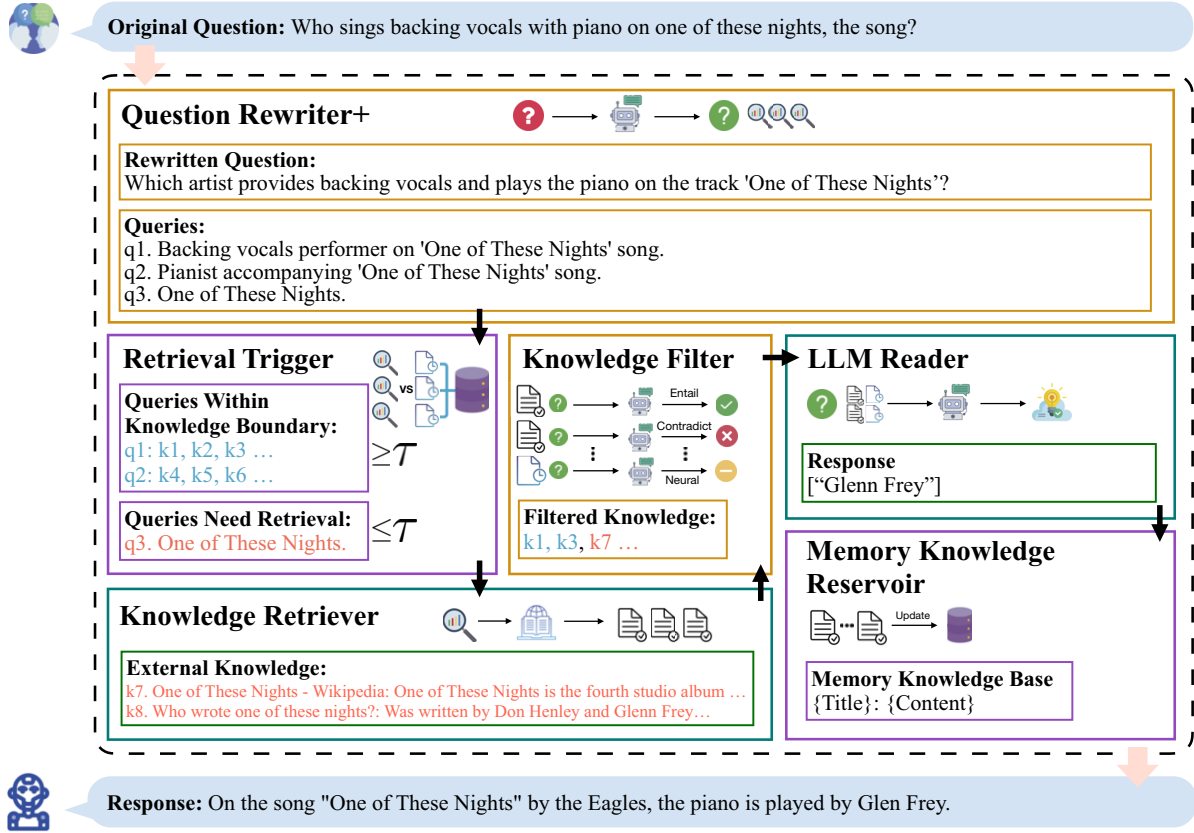 Original Question: Who sings backing vocals with piano on one of these nights, the song?
Question Rewriter+
Rewritten Question:
Which artist provides backing vocals and plays the piano on the track 'One of These Nights'?
Queries:
q1. Backing vocals performer on 'One of These Nights' song.
q2. Pianist accompanying 'One of These Nights' song.
q3. One of These Nights.
Retrieval Trigger
vs
Queries Within
Knowledge Boundary:
q1: k1, k2, k3 ...
q2: k4, k5, k6 ...
≥τ
Queries Need Retrieval:
q3. One of These Nights.
≤τ
Knowledge Filter
Entail
Contradict
Neural
Filtered Knowledge:
k1, k3, k7 ...
LLM Reader
Response
[“Glenn Frey”]
Knowledge Retriever
External Knowledge:
k7. One of These Nights - Wikipedia: One of These Nights is the fourth studio album ...
k8. Who wrote one of these nights?: Was written by Don Henley and Glenn Frey...
Memory Knowledge
Reservoir
Update
Memory Knowledge Base
{Title}: {Content}
Response: On the song "One of These Nights" by the Eagles, the piano is played by Glen Frey.